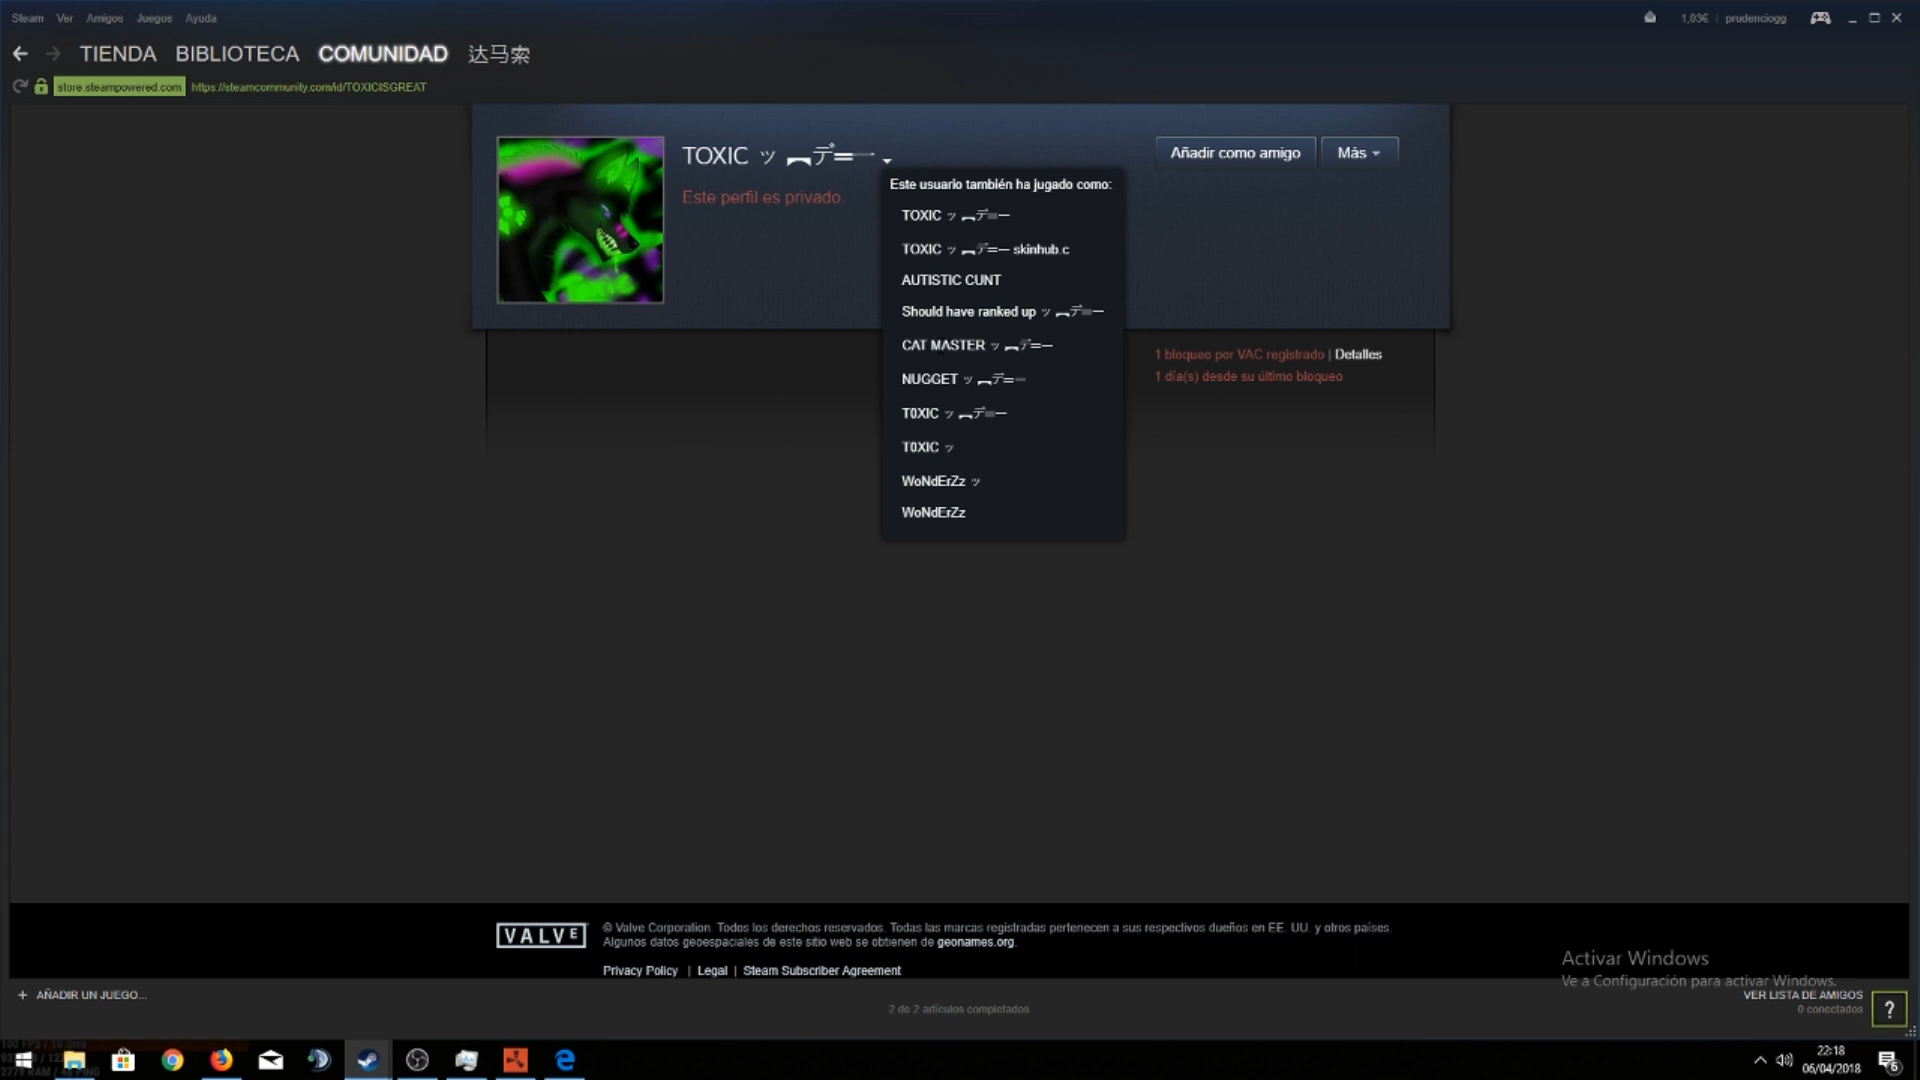 Steam Ver Amigos Juegos Ayuda
1,03€ | prudenciogg
TIENDA BIBLIOTECA COMUNIDAD 达马索
store.steampowered.com https://steamcommunity.com/id/TOXICISGREAT
TOXIC ッ ︻デ═一
Añadir como amigo Más
Este perfil es privado.
Este usuario también ha jugado como:
TOXIC ッ ︻デ═一
TOXIC ッ ︻デ═一 skinhub.c
AUTISTIC CUNT
Should have ranked up ッ ︻デ═一
CAT MASTER ッ ︻デ═一
NUGGET ッ ︻デ═一
T0XIC ッ ︻デ═一
T0XIC ッ
WoNdErZz ッ
WoNdErZz
1 bloqueo por VAC registrado | Detalles
1 día(s) desde su último bloqueo
VALVE
© Valve Corporation. Todos los derechos reservados. Todas las marcas registradas pertenecen a sus respectivos dueños en EE. UU. y otros países.
Algunos datos geoespaciales de este sitio web se obtienen de geonames.org.
Privacy Policy | Legal | Steam Subscriber Agreement
Activar Windows
Ve a Configuración para activar Windows.
+ AÑADIR UN JUEGO...
2 de 2 artículos completados
VER LISTA DE AMIGOS
0 conectados
?
22:18
06/04/2018
6